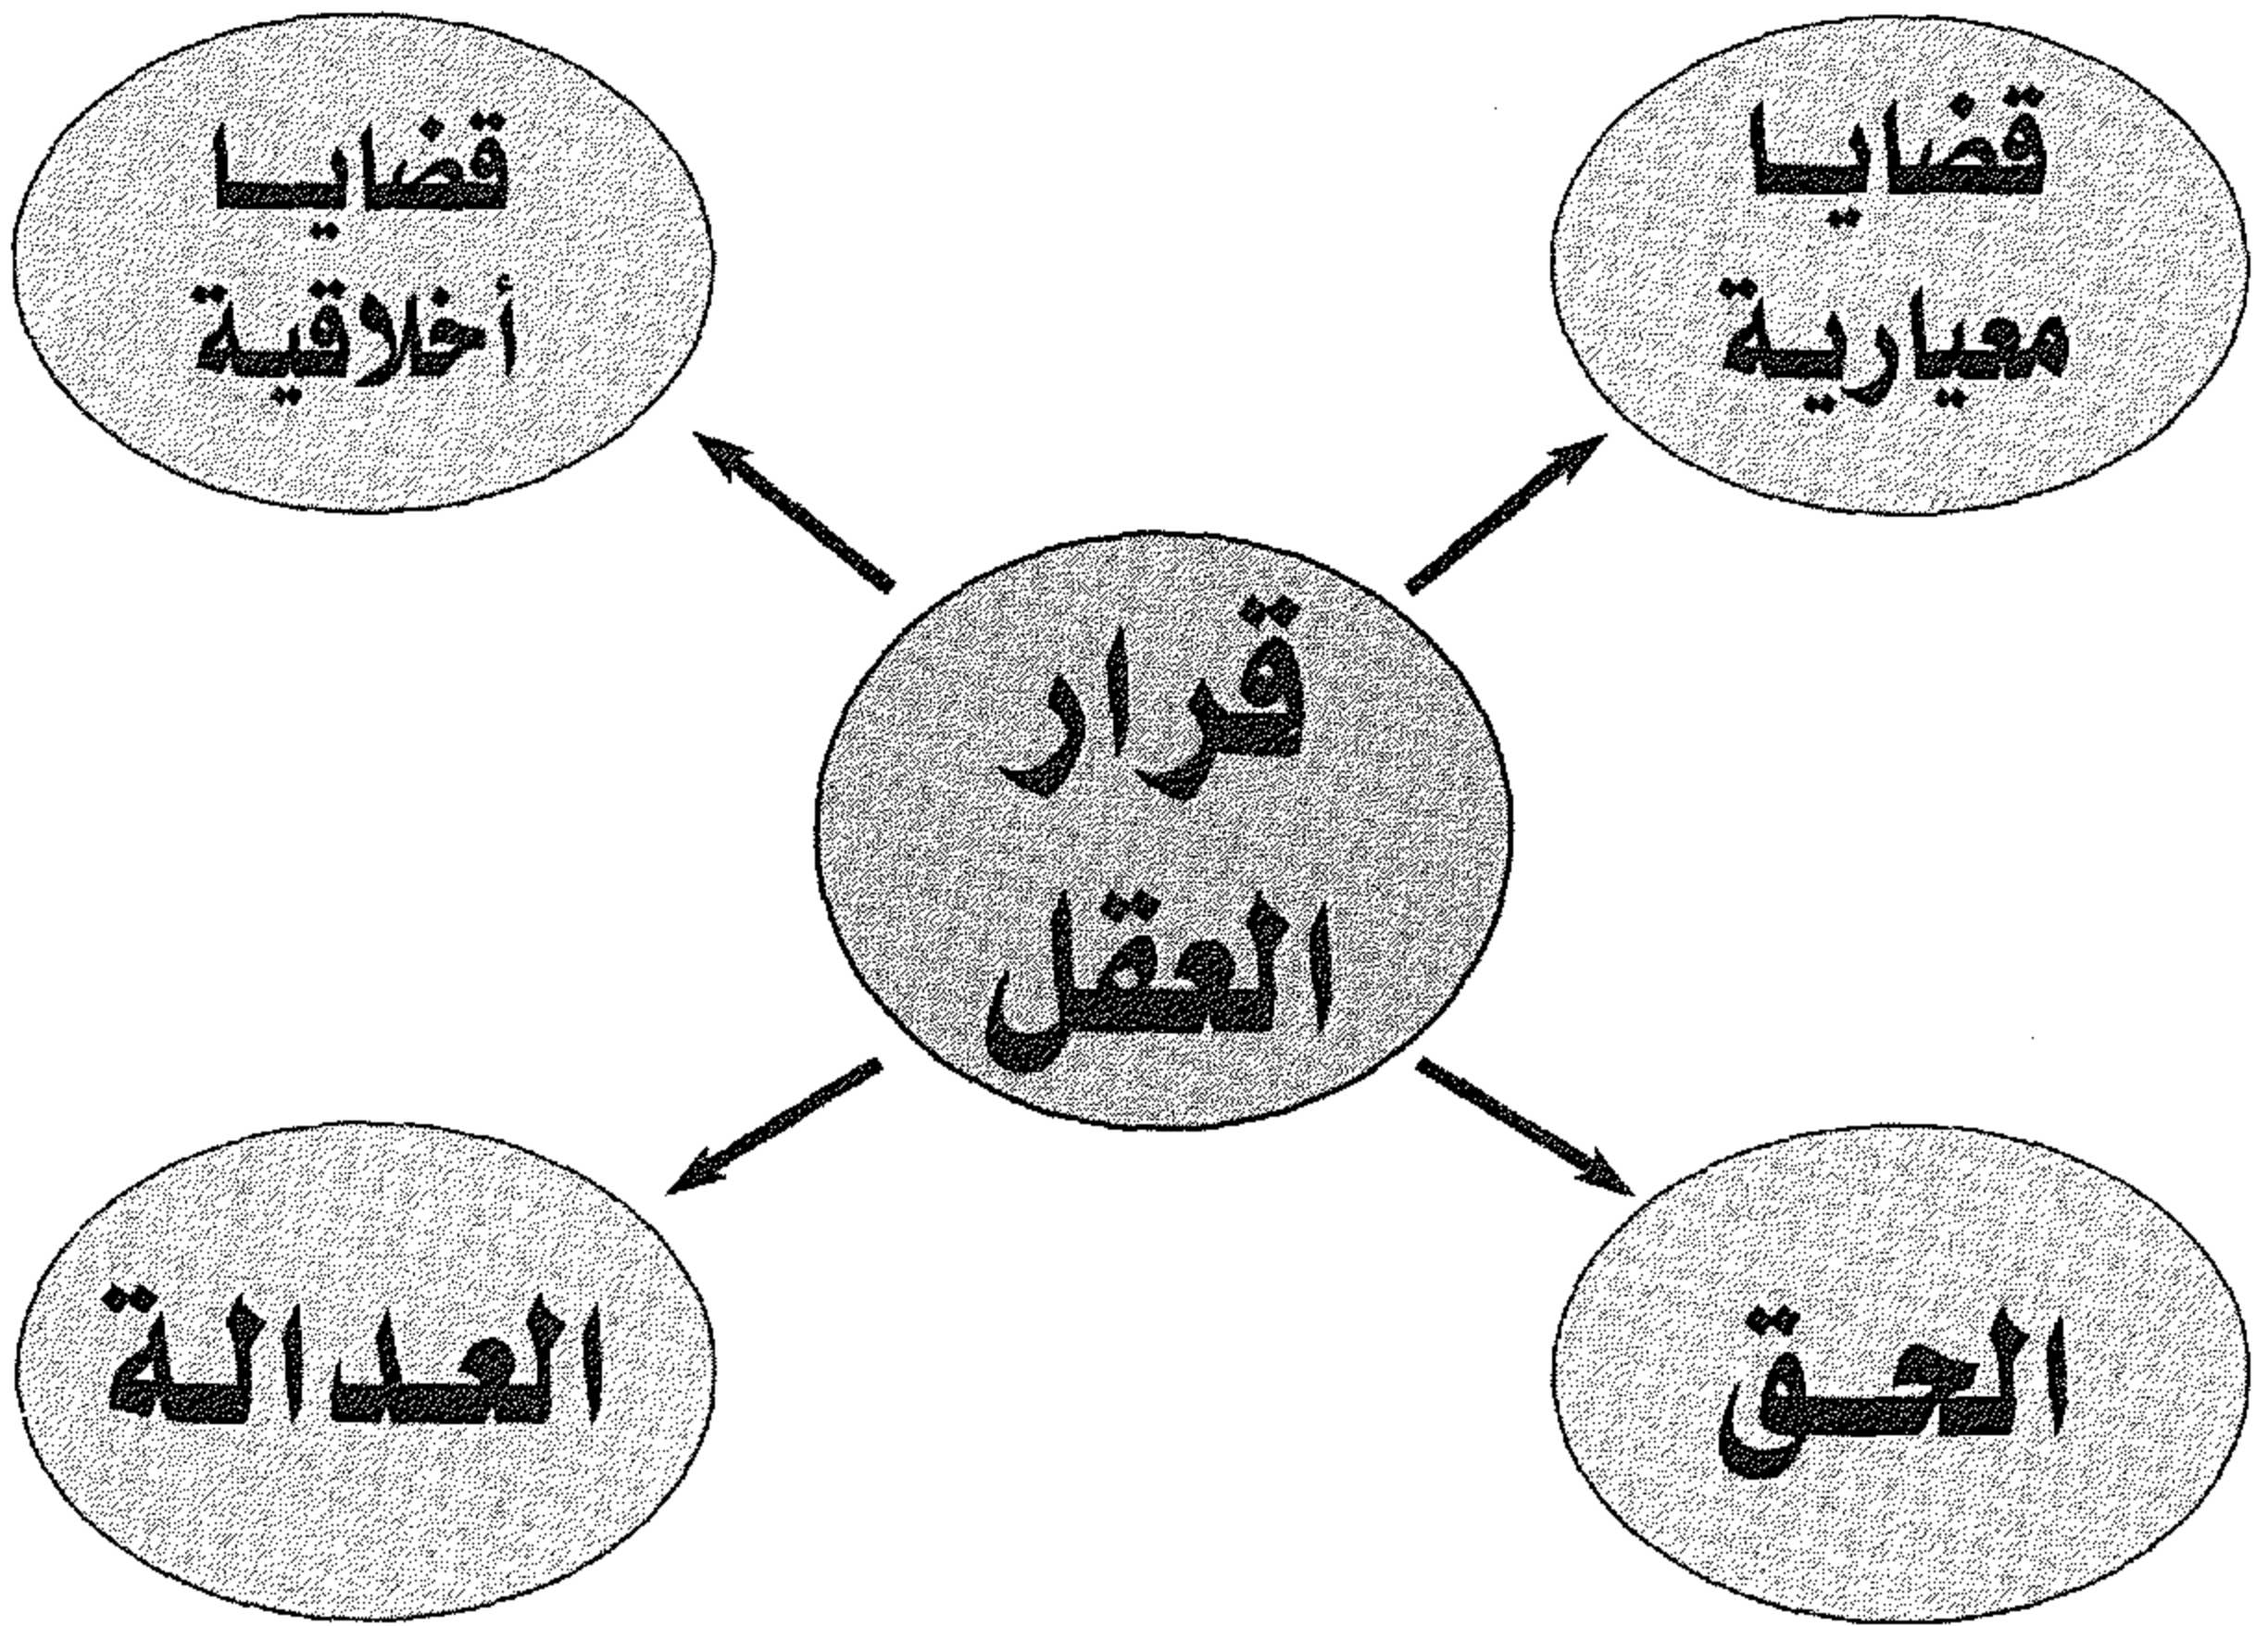 قضايا
معيارية
قضايا
أخلاقية
قرار
العقل
الحق
العدالة